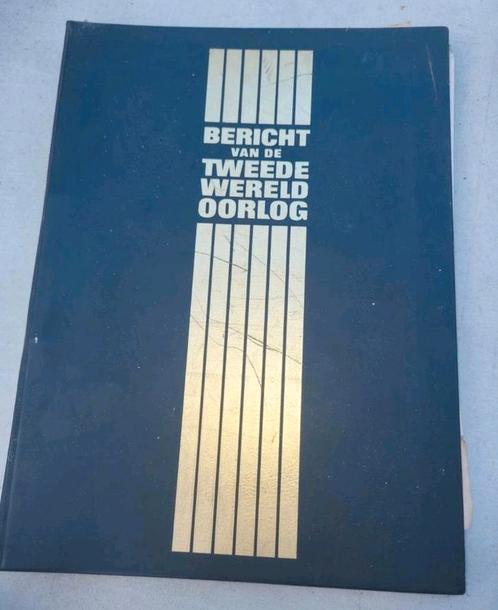 BERICHT
VAN DE
TWEEDE
WERELD
OORLOG